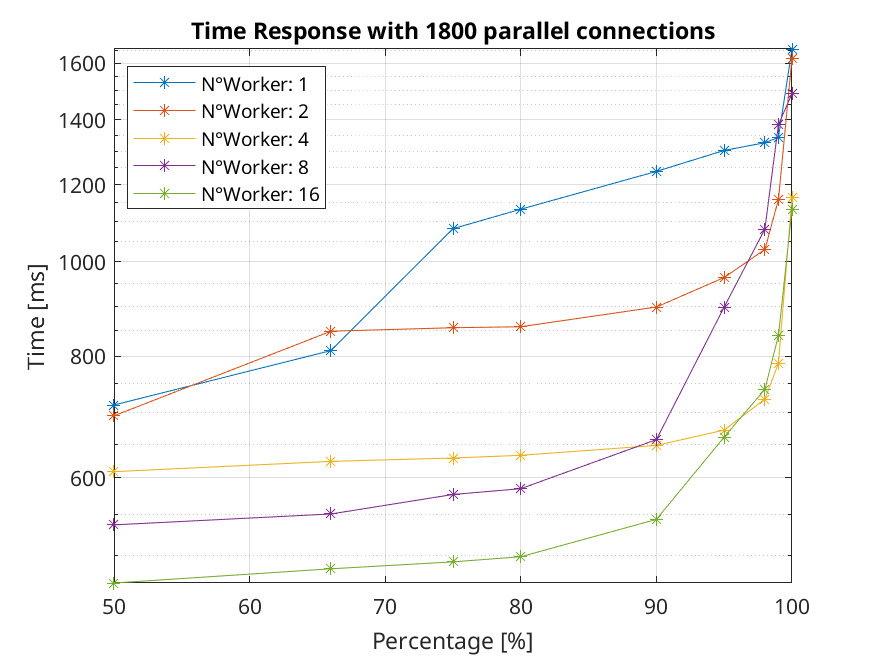 Time Response with 1800 parallel connections
N°Worker: 1
N°Worker: 2
N°Worker: 4
N°Worker: 8
N°Worker: 16
1600
1400
1200
1000
800
600
Time [ms]
50 60 70 80 90 100
Percentage [%]